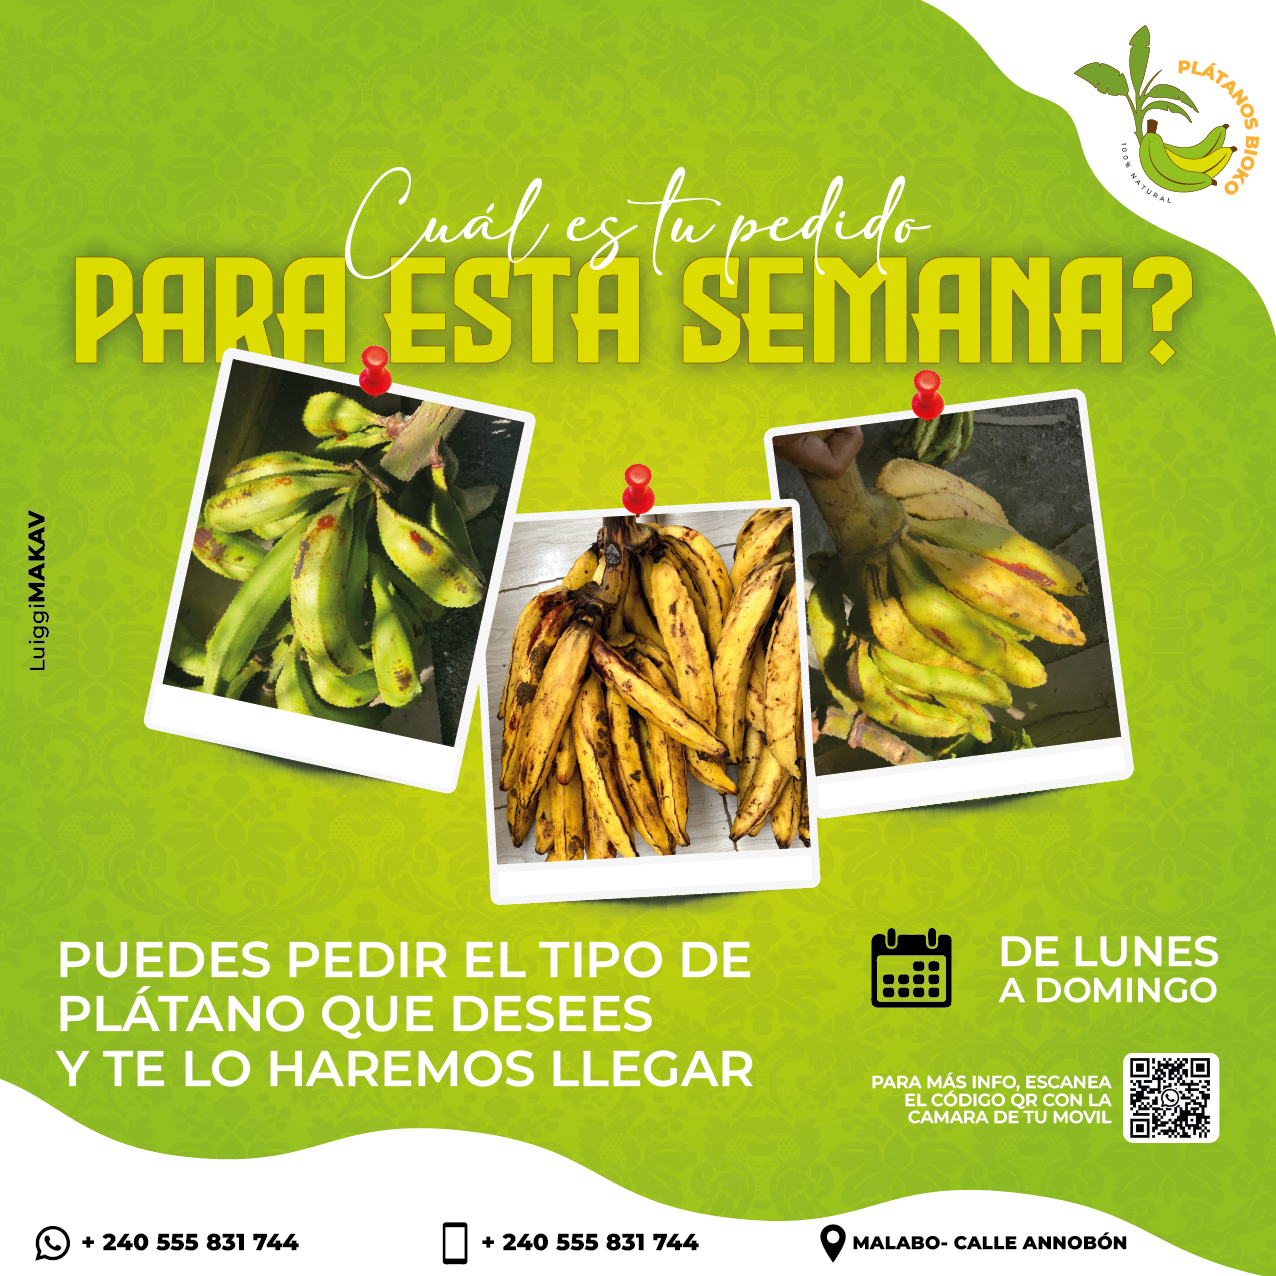 PLÁTANOS BIOKO
100% NATURAL
Cuál es tu pedido
PARA ESTA SEMANA?
LuiggiMAKAV
PUEDES PEDIR EL TIPO DE
PLÁTANO QUE DESEES
Y TE LO HAREMOS LLEGAR
DE LUNES
A DOMINGO
PARA MÁS INFO, ESCANEA
EL CÓDIGO QR CON LA
CAMARA DE TU MOVIL
+ 240 555 831 744
+ 240 555 831 744
MALABO- CALLE ANNOBÓN